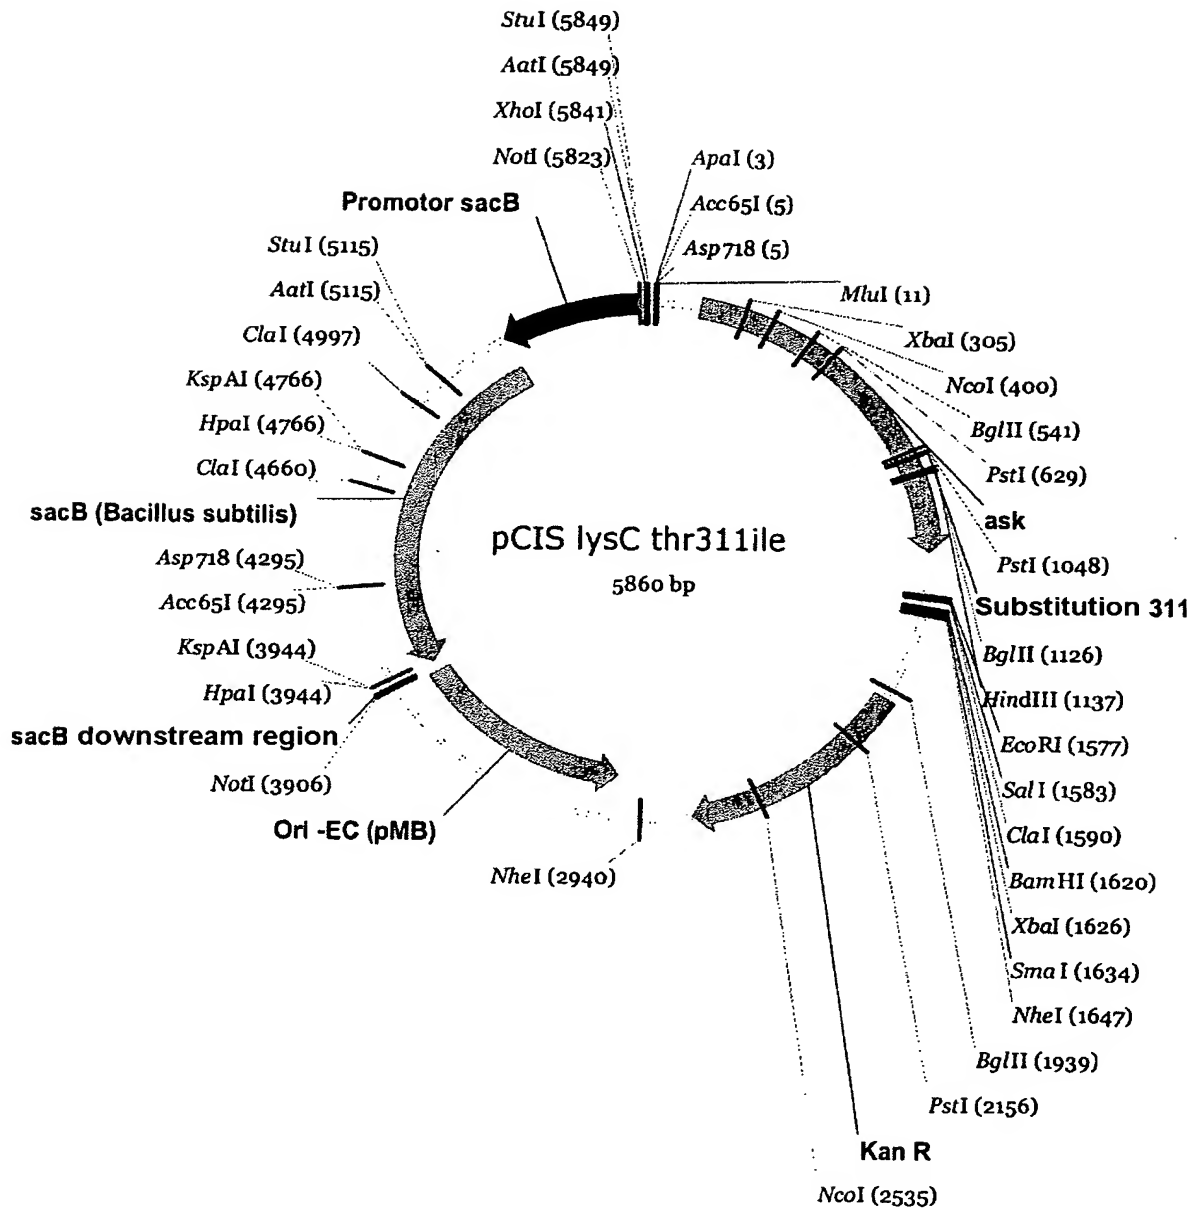 StuI (5849)
AatI (5849)
XhoI (5841)
NotI (5823)
ApaI (3)
Acc65I (5)
Asp718 (5)
MluI (11)
XbaI (305)
NcoI (400)
BglII (541)
PstI (629)
ask
PstI (1048)
Substitution 311
BglII (1126)
HindIII (1137)
EcoRI (1577)
SalI (1583)
ClaI (1590)
BamHI (1620)
XbaI (1626)
SmaI (1634)
NheI (1647)
BglII (1939)
PstI (2156)
Kan R
NcoI (2535)
NheI (2940)
Ori -EC (pMB)
NotI (3906)
sacB downstream region
HpaI (3944)
KspAI (3944)
Acc65I (4295)
Asp718 (4295)
sacB (Bacillus subtilis)
ClaI (4660)
HpaI (4766)
KspAI (4766)
ClaI (4997)
AatI (5115)
StuI (5115)
Promotor sacB
pCIS lysC thr311ile
5860 bp